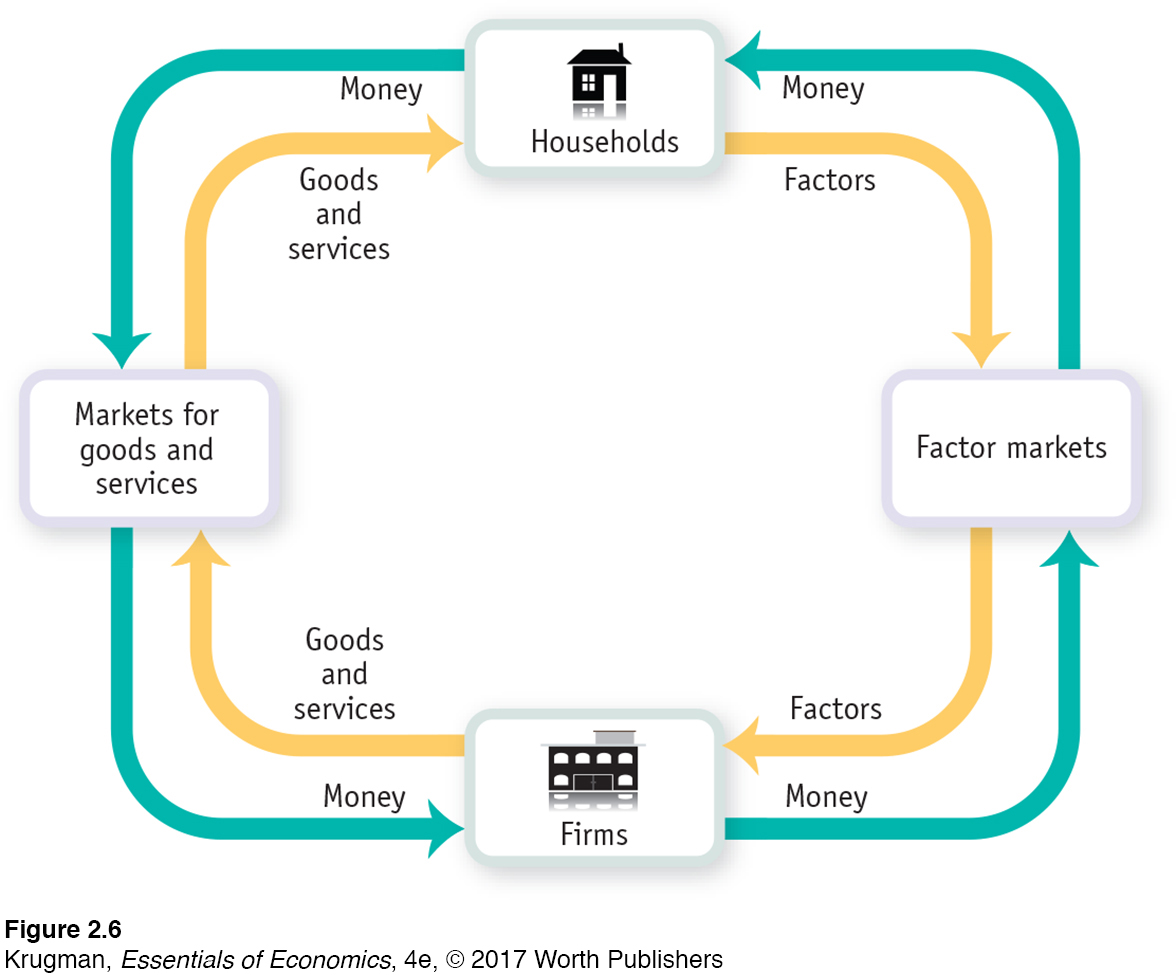 Money
Money
Households
Goods
and
services
Factors
Markets for
goods and
services
Factor markets
Goods
and
services
Factors
Money
Money
Firms
Figure 2.6
Krugman, Essentials of Economics, 4e, © 2017 Worth Publishers